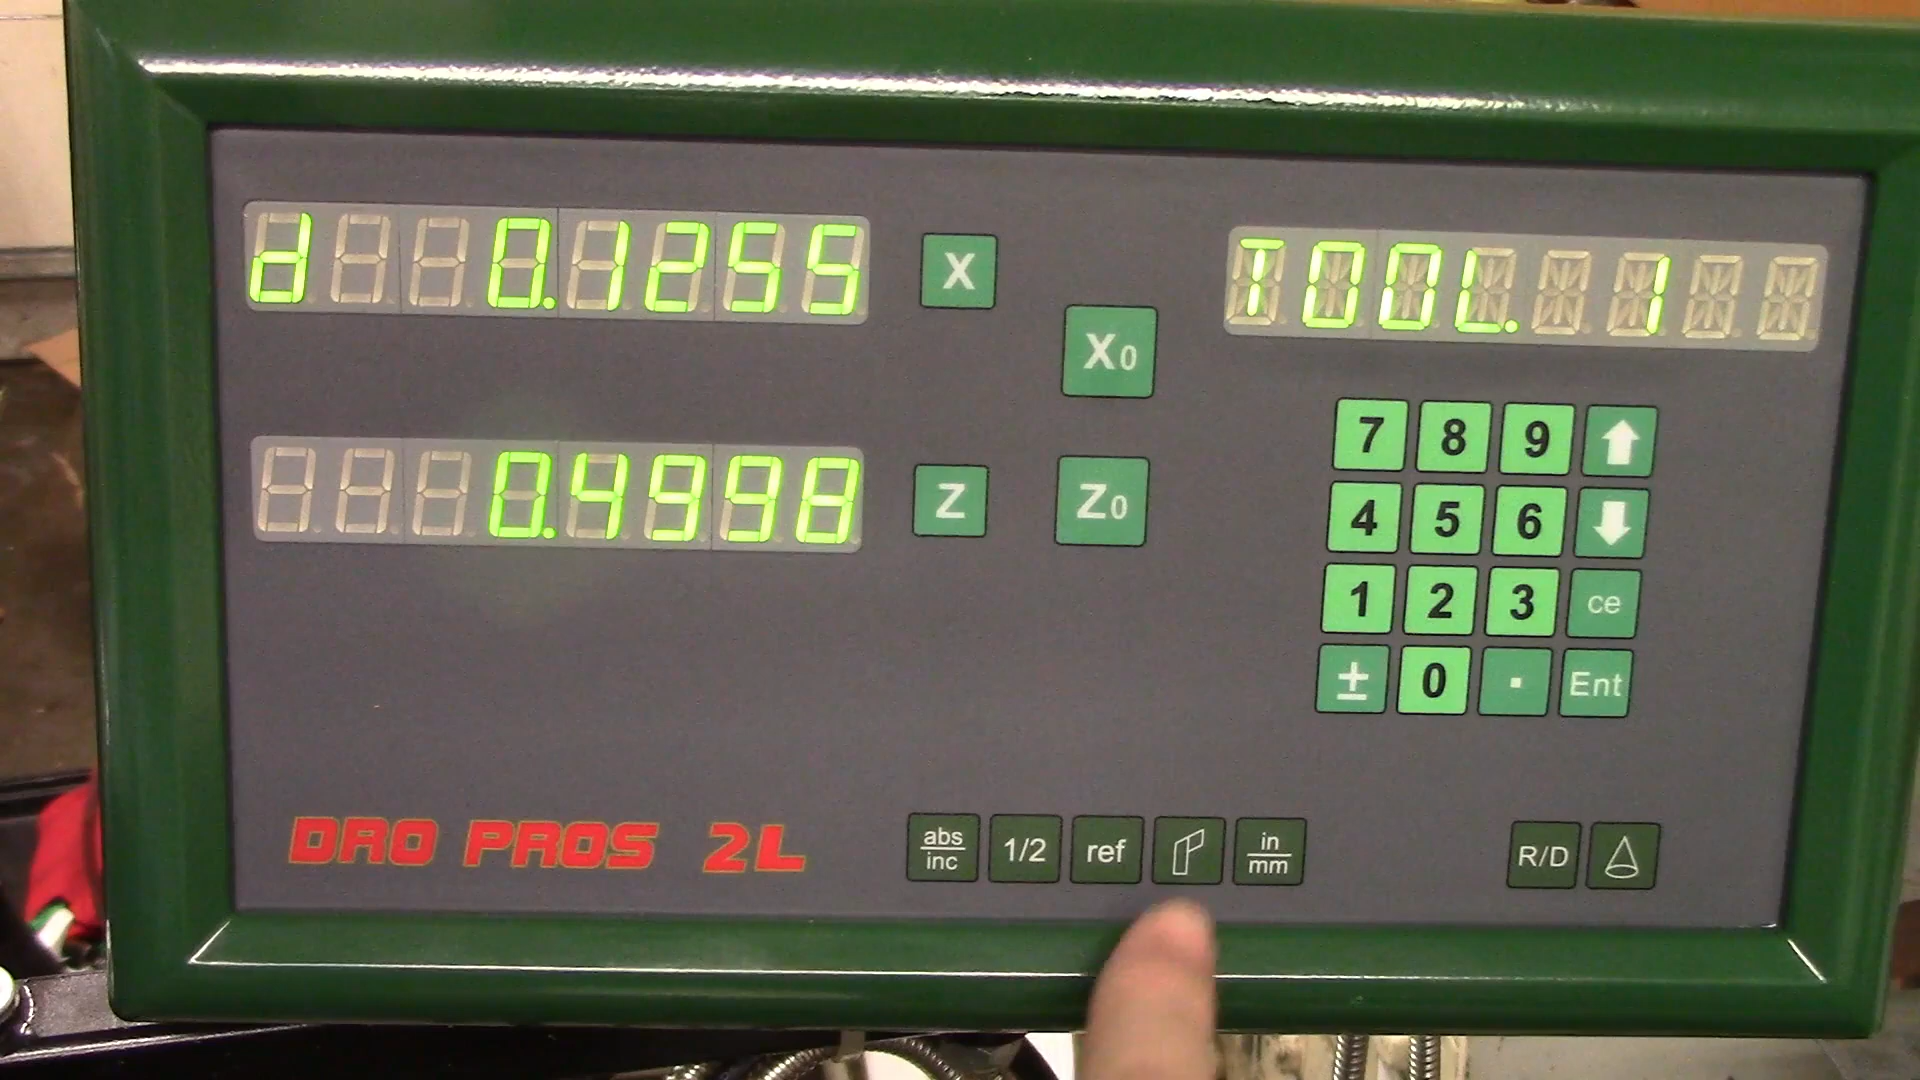 d 0.1255 X TOOL. 1
X0
0.4998 Z Z0
7 8 9
4 5 6
1 2 3 ce
± 0 . Ent
DRO PROS 2L
abs
inc
1/2
ref
in
mm
R/D